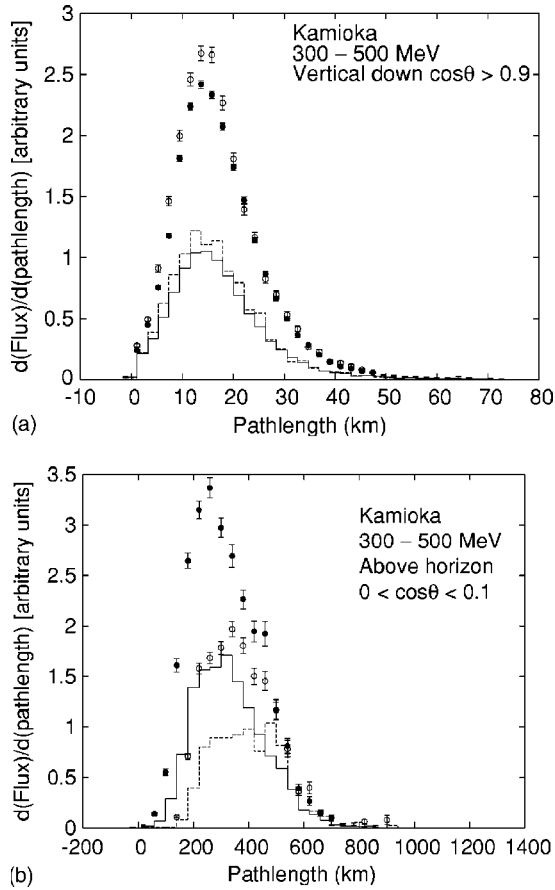 3
2.5
2
1.5
1
0.5
0
-10 0 10 20 30 40 50 60 70 80
d(Flux)/d(pathlength) [arbitrary units]
Pathlength (km)
Kamioka
300 – 500 MeV
Vertical down cosθ > 0.9
(a)
3.5
3
2.5
2
1.5
1
0.5
0
-200 0 200 400 600 800 1000 1200 1400
d(Flux)/d(pathlength) [arbitrary units]
Pathlength (km)
Kamioka
300 – 500 MeV
Above horizon
0 < cosθ < 0.1
(b)